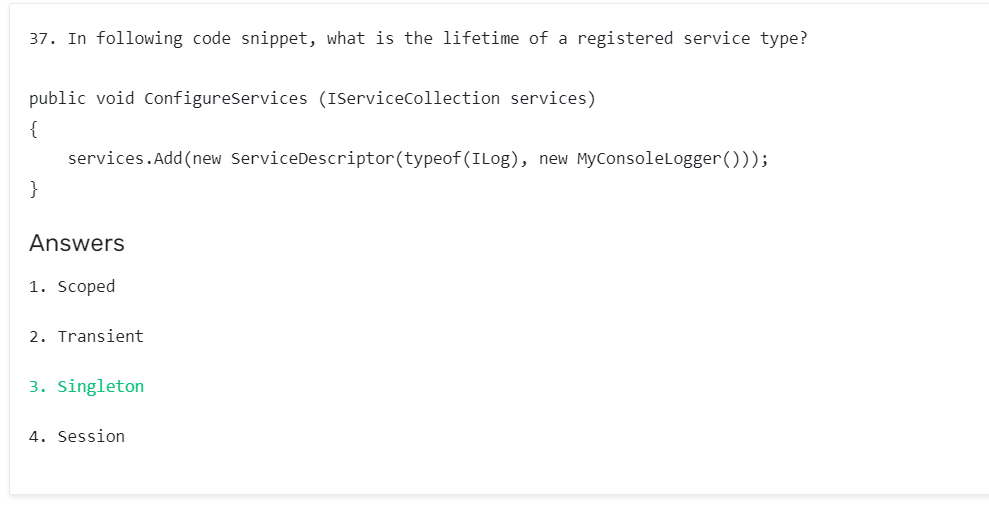 37. In following code snippet, what is the lifetime of a registered service type?
public void ConfigureServices (IServiceCollection services)
{
    services.Add(new ServiceDescriptor(typeof(ILog), new MyConsoleLogger()));
}
Answers
1. Scoped
2. Transient
3. Singleton
4. Session